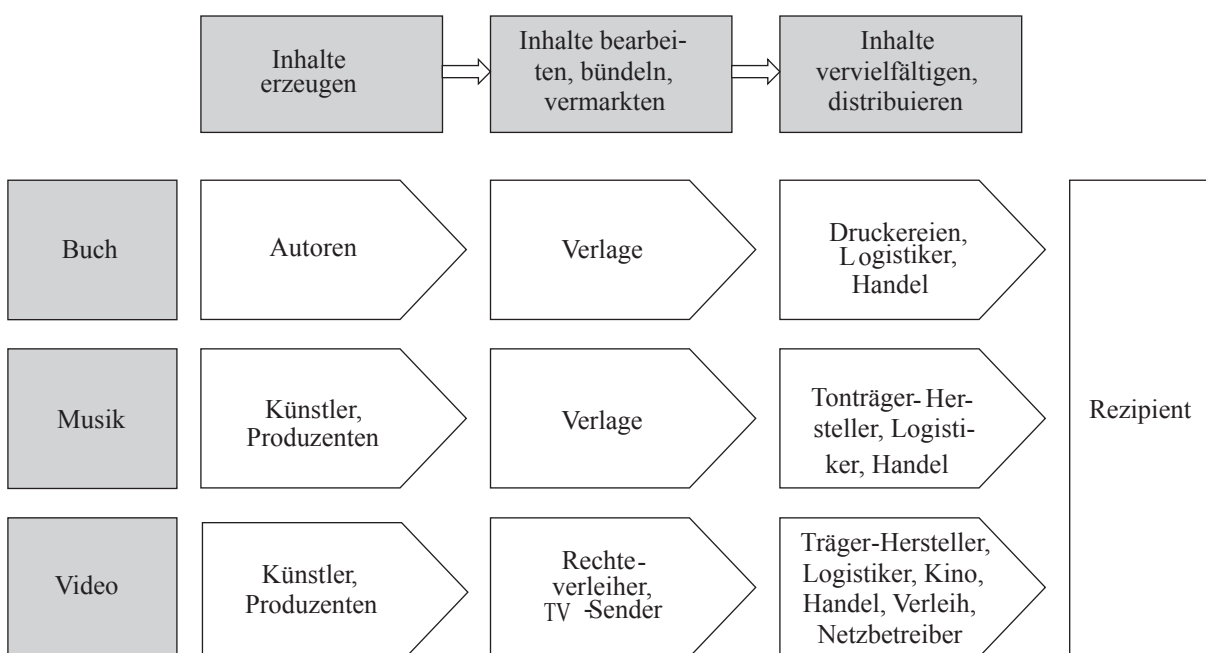 Inhalte
erzeugen
Inhalte bearbei-
ten, bündeln,
vermarkten
Inhalte
vervielfältigen,
distribuieren
Buch
Autoren
Verlage
Druckereien,
Logistiker,
Handel
Musik
Künstler,
Produzenten
Verlage
Tonträger-Her-
steller, Logisti-
ker, Handel
Rezipient
Video
Künstler,
Produzenten
Rechte-
verleiher,
TV-Sender
Träger-Hersteller,
Logistiker, Kino,
Handel, Verleih,
Netzbetreiber